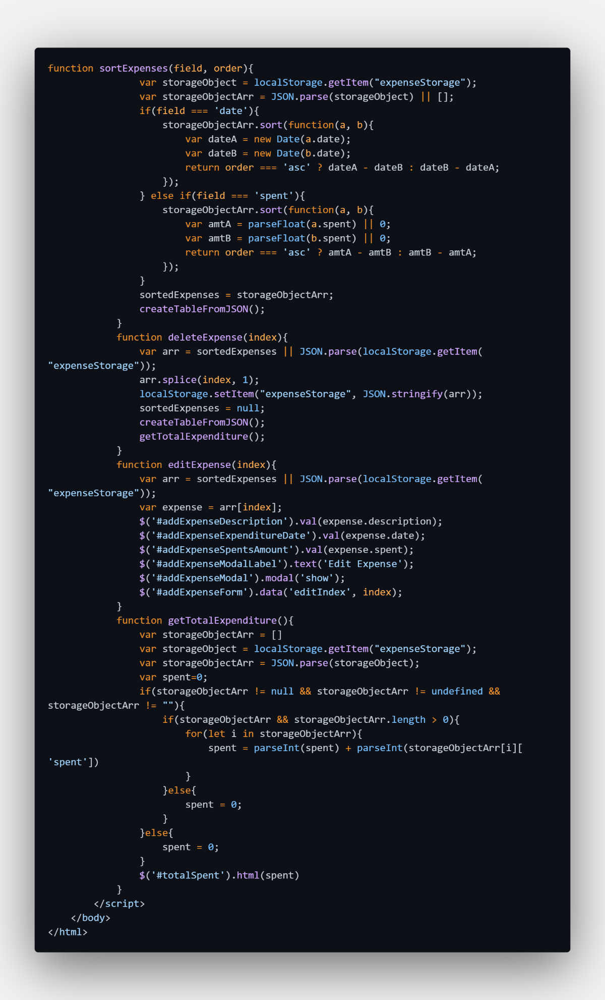 function sortExpenses(field, order){
                var storageObject = localStorage.getItem("expenseStorage");
                var storageObjectArr = JSON.parse(storageObject) || [];
                if(field === 'date'){
                    storageObjectArr.sort(function(a, b){
                        var dateA = new Date(a.date);
                        var dateB = new Date(b.date);
                        return order === 'asc' ? dateA - dateB : dateB - dateA;
                    });
                } else if(field === 'spent'){
                    storageObjectArr.sort(function(a, b){
                        var amtA = parseFloat(a.spent) || 0;
                        var amtB = parseFloat(b.spent) || 0;
                        return order === 'asc' ? amtA - amtB : amtB - amtA;
                    });
                }
                sortedExpenses = storageObjectArr;
                createTableFromJSON();
            }
            function deleteExpense(index){
                var arr = sortedExpenses || JSON.parse(localStorage.getItem(
"expenseStorage"));
                arr.splice(index, 1);
                localStorage.setItem("expenseStorage", JSON.stringify(arr));
                sortedExpenses = null;
                createTableFromJSON();
                getTotalExpenditure();
            }
            function editExpense(index){
                var arr = sortedExpenses || JSON.parse(localStorage.getItem(
"expenseStorage"));
                var expense = arr[index];
                $('#addExpenseDescription').val(expense.description);
                $('#addExpenseExpenditureDate').val(expense.date);
                $('#addExpenseSpentsAmount').val(expense.spent);
                $('#addExpenseModalLabel').text('Edit Expense');
                $('#addExpenseModal').modal('show');
                $('#addExpenseForm').data('editIndex', index);
            }
            function getTotalExpenditure(){
                var storageObjectArr = []
                var storageObject = localStorage.getItem("expenseStorage");
                var storageObjectArr = JSON.parse(storageObject);
                var spent=0;
                if(storageObjectArr != null && storageObjectArr != undefined &&
storageObjectArr != ""){
                    if(storageObjectArr && storageObjectArr.length > 0){
                        for(let i in storageObjectArr){
                            spent = parseInt(spent) + parseInt(storageObjectArr[i][
'spent'])
                        }
                    }else{
                        spent = 0;
                    }
                }else{
                    spent = 0;
                }
                $('#totalSpent').html(spent)
            }
        </script>
    </body>
</html>